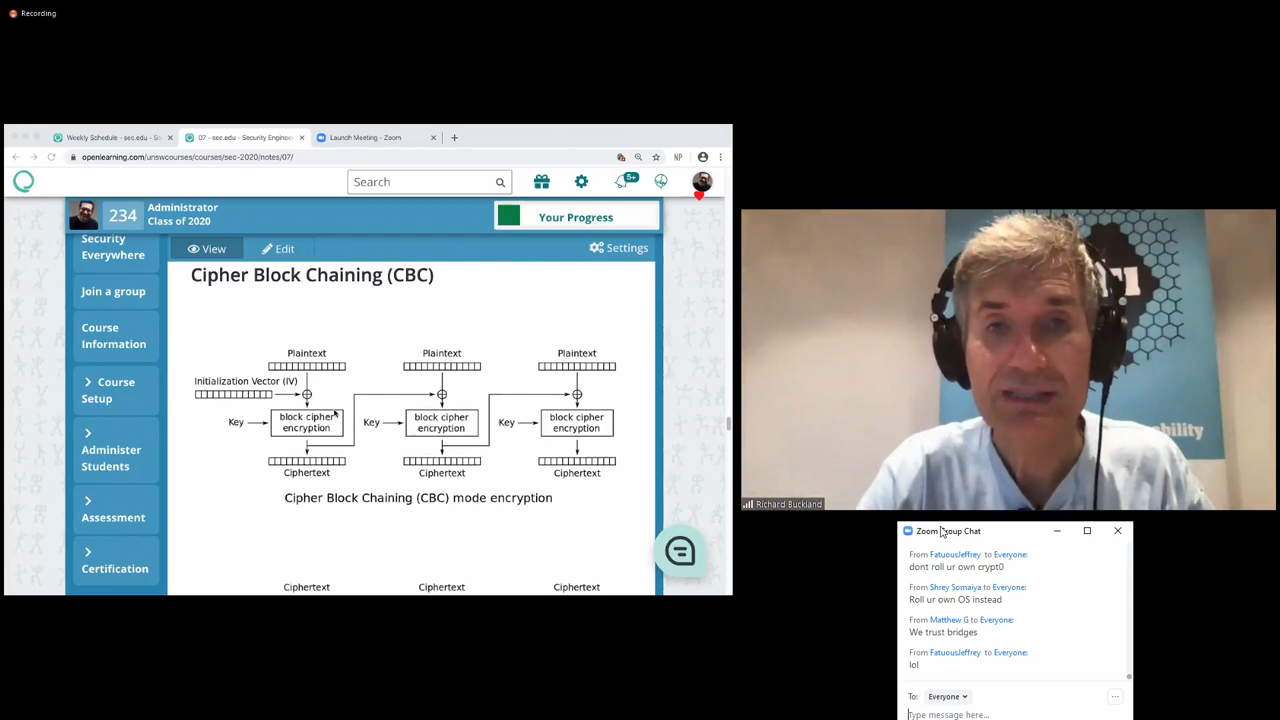 Recording
Weekly Schedule - sec.edu - S
07 - sec.edu - Security Engine
Launch Meeting - Zoom
openlearning.com/unswcourses/courses/sec-2020/notes/07/
NP
Search
5+
234
Administrator
Class of 2020
Your Progress
Security
Everywhere
Join a group
Course
Information
Course
Setup
Administer
Students
Assessment
Certification
View
Edit
Settings
Cipher Block Chaining (CBC)
Plaintext Plaintext Plaintext
Initialization Vector (IV)
Key block cipher Key block cipher Key block cipher
encryption encryption encryption
Ciphertext Ciphertext Ciphertext
Cipher Block Chaining (CBC) mode encryption
Ciphertext Ciphertext Ciphertext
Richard Buckland
Zoom Group Chat
From FatuousJeffrey to Everyone:
dont roll ur own crypt0
From Shrey Somaiya to Everyone:
Roll ur own OS instead
From Matthew G to Everyone:
We trust bridges
From FatuousJeffrey to Everyone:
lol
To: Everyone
Type message here...